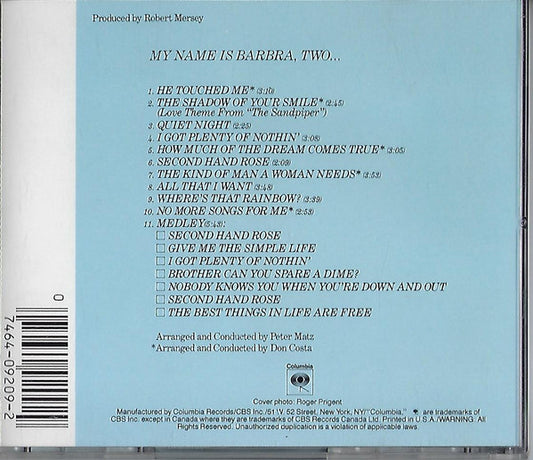 Produced by Robert Mersey
MY NAME IS BARBRA, TWO...
1. HE TOUCHED ME* (3:10)
2. THE SHADOW OF YOUR SMILE* (2:45)
(Love Theme From "The Sandpiper")
3. QUIET NIGHT (2:25)
4. I GOT PLENTY OF NOTHIN' (3:08)
5. HOW MUCH OF THE DREAM COMES TRUE* (3:05)
6. SECOND HAND ROSE (2:09)
7. THE KIND OF MAN A WOMAN NEEDS* (3:53)
8. ALL THAT I WANT (3:48)
9. WHERE'S THAT RAINBOW? (3:39)
10. NO MORE SONGS FOR ME* (2:53)
11. MEDLEY(5:43):
SECOND HAND ROSE
GIVE ME THE SIMPLE LIFE
I GOT PLENTY OF NOTHIN'
BROTHER CAN YOU SPARE A DIME?
NOBODY KNOWS YOU WHEN YOU'RE DOWN AND OUT
SECOND HAND ROSE
THE BEST THINGS IN LIFE ARE FREE
Arranged and Conducted by Peter Matz
*Arranged and Conducted by Don Costa
Columbia
Cover photo: Roger Prigent
Manufactured by Columbia Records/CBS Inc./51 W. 52 Street, New York, NY/"Columbia," are trademarks of
CBS Inc. except in Canada where they are trademarks of CBS Records Canada Ltd. Printed in U.S.A./WARNING: All
Rights Reserved. Unauthorized duplication is a violation of applicable laws.
0
7464-09209-2